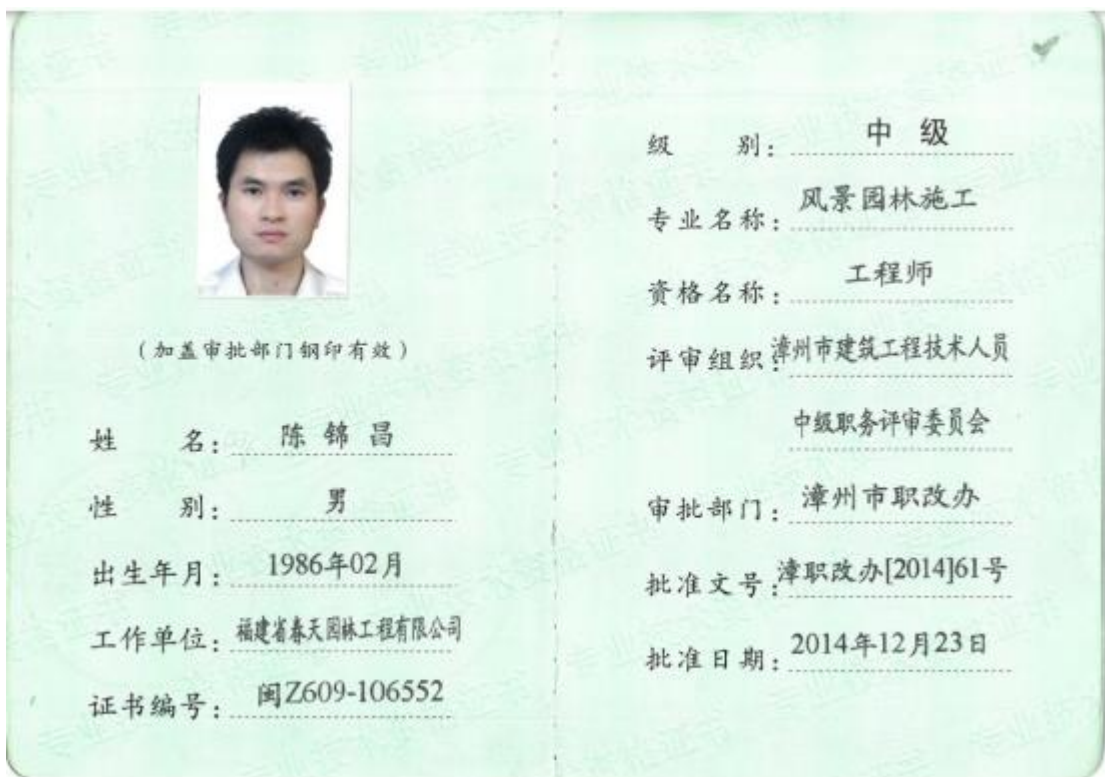 (加盖审批部门钢印有效)
姓 名: 陈锦昌
性 别: 男
出生年月: 1986年02月
工作单位: 福建省春天园林工程有限公司
证书编号: 闽Z609-106552
级 别: 中 级
专业名称: 风景园林施工
资格名称: 工程师
评审组织: 漳州市建筑工程技术人员
中级职务评审委员会
审批部门: 漳州市职改办
批准文号: 漳职改办[2014]61号
批准日期: 2014年12月23日